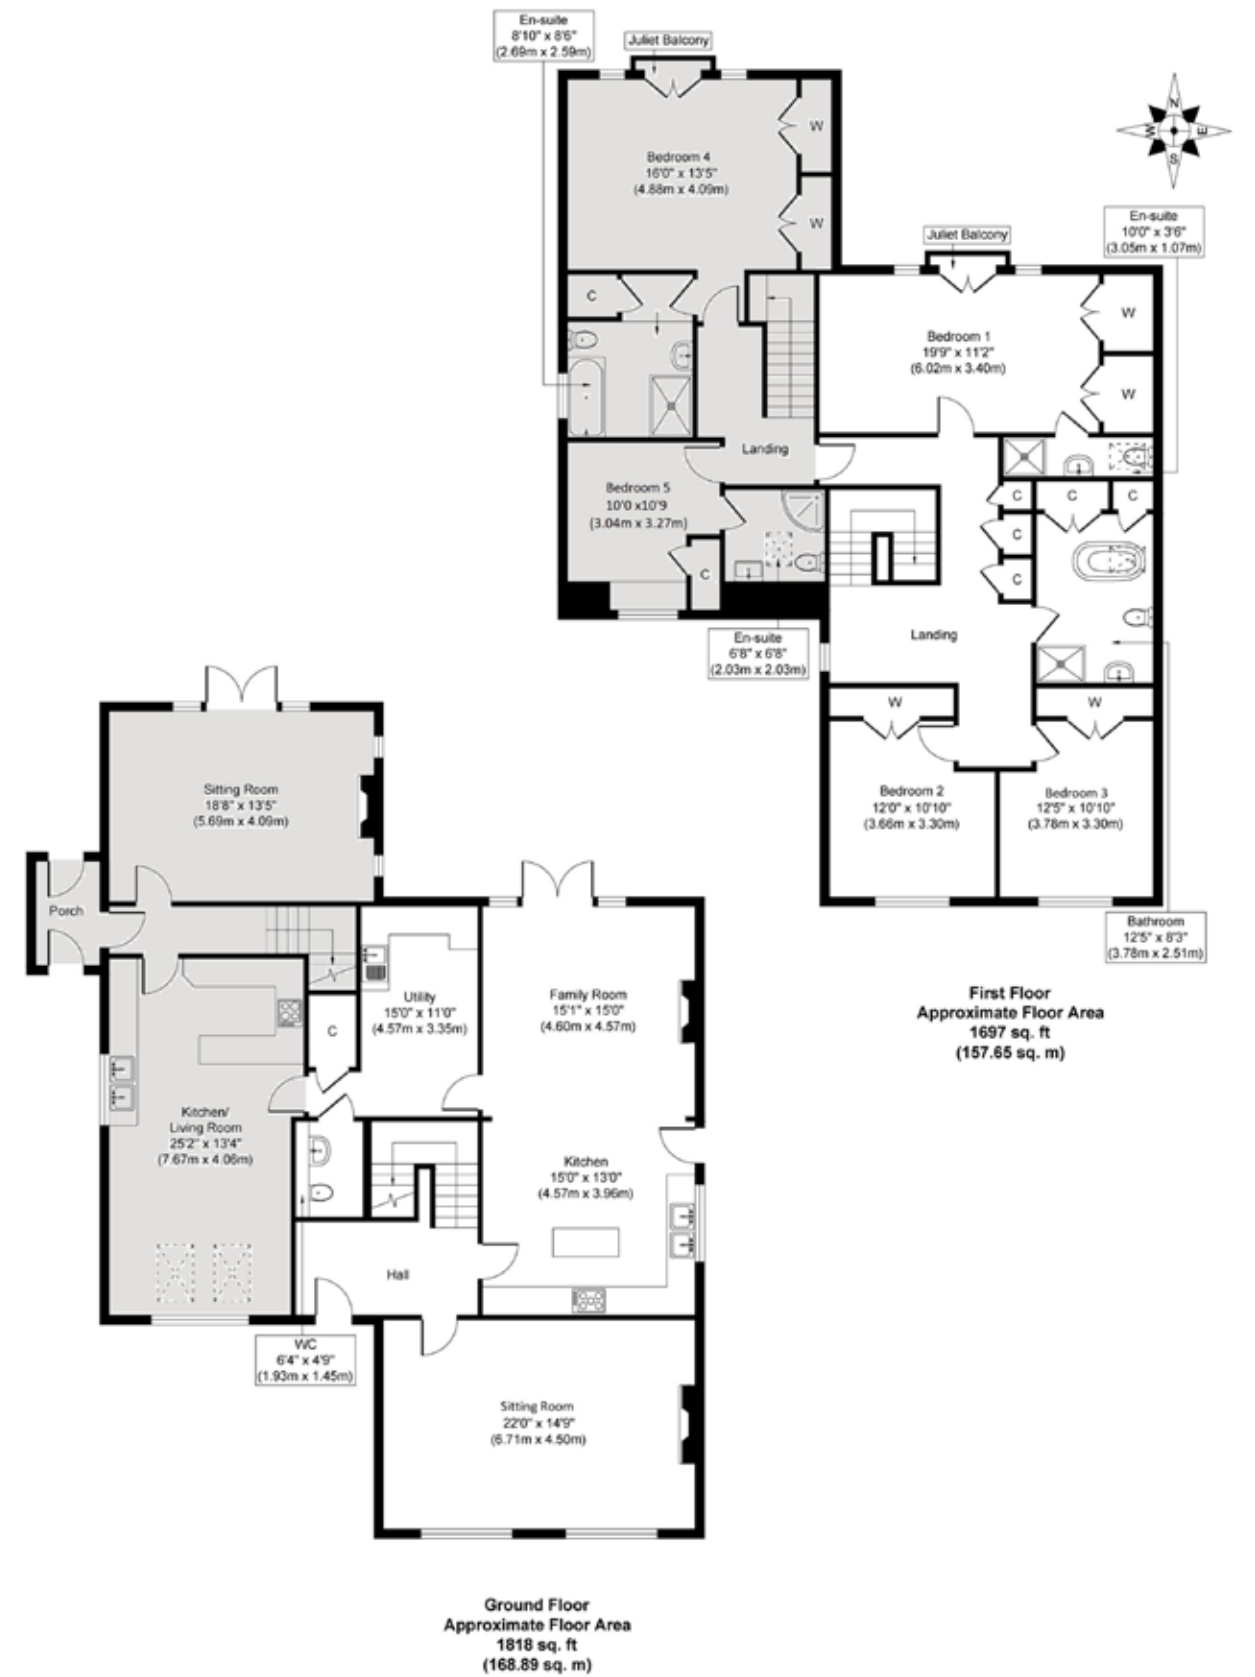 En-suite
8'10" x 8'6"
(2.69m x 2.59m)
Juliet Balcony
W
Bedroom 4
16'0" x 13'5"
(4.88m x 4.09m)
W
N
W
E
S
En-suite
10'0" x 3'6"
(3.05m x 1.07m)
Juliet Balcony
C
Bedroom 1
19'9" x 11'2"
(6.02m x 3.40m)
W
W
Landing
Bedroom 5
10'0 x10'9
(3.04m x 3.27m)
C
C
C
C
C
C
En-suite
6'8" x 6'8"
(2.03m x 2.03m)
Landing
W
W
Bedroom 2
12'0" x 10'10"
(3.66m x 3.30m)
Bedroom 3
12'5" x 10'10"
(3.78m x 3.30m)
Bathroom
12'5" x 8'3"
(3.78m x 2.51m)
First Floor
Approximate Floor Area
1697 sq. ft
(157.65 sq. m)
Sitting Room
18'8" x 13'5"
(5.69m x 4.09m)
Porch
Utility
15'0" x 11'0"
(4.57m x 3.35m)
Family Room
15'1" x 15'0"
(4.60m x 4.57m)
C
Kitchen/
Living Room
25'2" x 13'4"
(7.67m x 4.06m)
Kitchen
15'0" x 13'0"
(4.57m x 3.96m)
Hall
WC
6'4" x 4'9"
(1.93m x 1.45m)
Sitting Room
22'0" x 14'9"
(6.71m x 4.50m)
Ground Floor
Approximate Floor Area
1818 sq. ft
(168.89 sq. m)